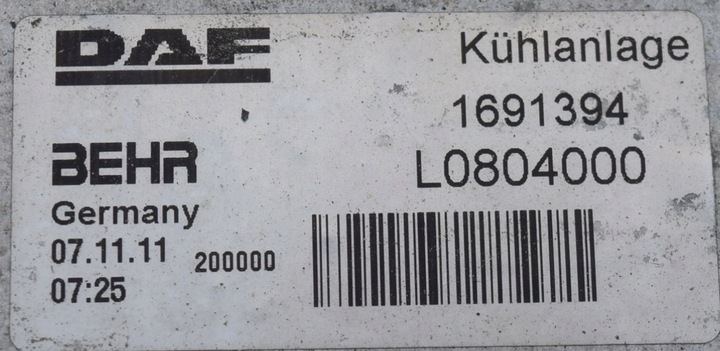 DAF
Kühlanlage
1691394
BEHR
L0804000
Germany
07.11.11
200000
07:25